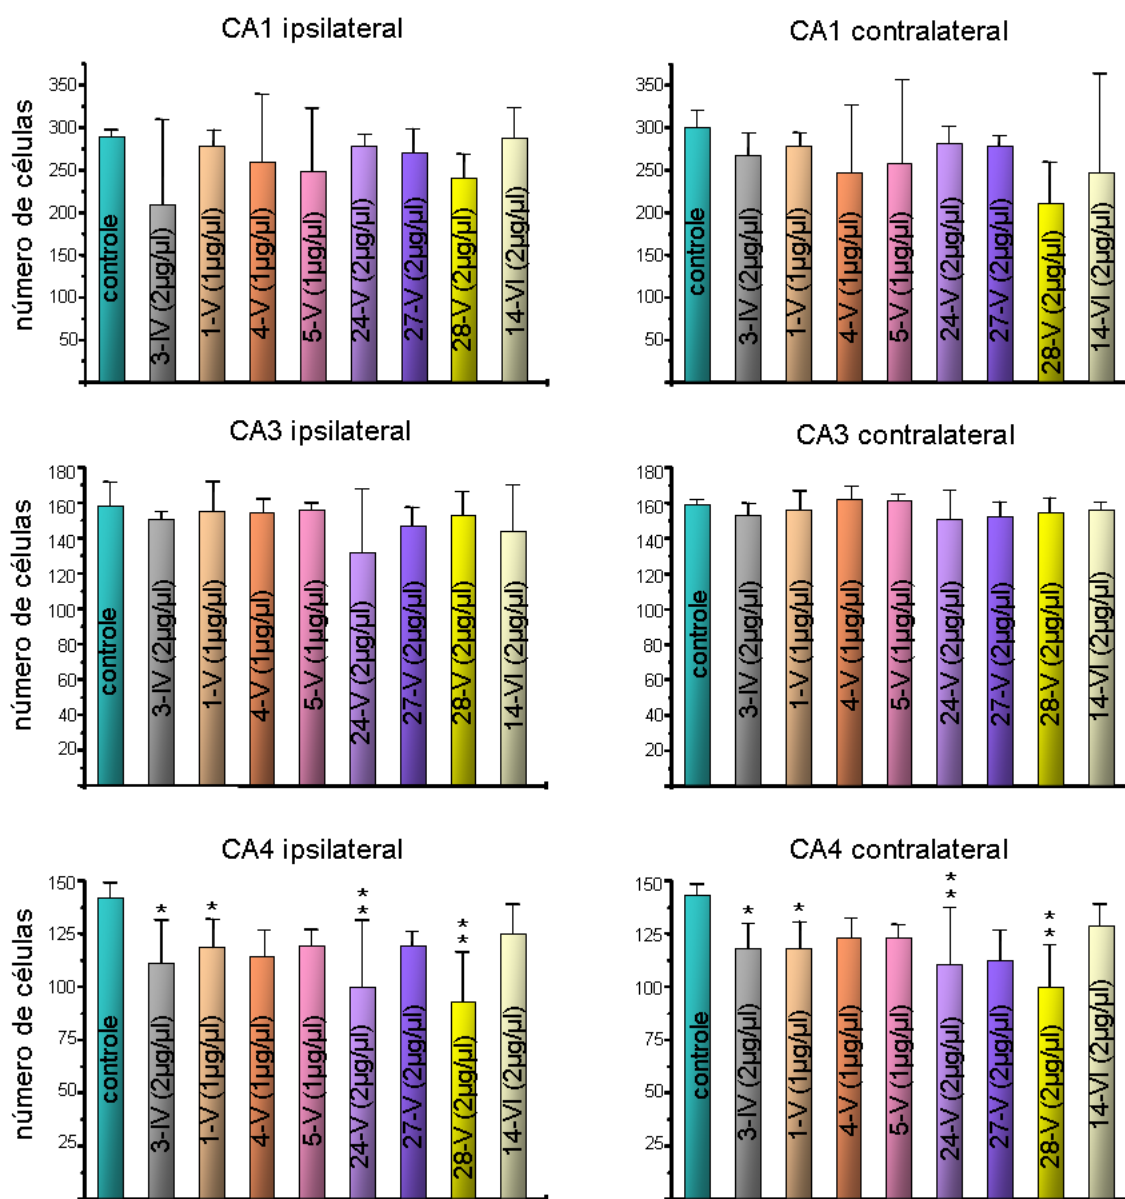 CA1 ipsilateral
número de células
350
300
250
200
150
100
50
controle
3-IV (2µg/µl)
1-V (1µg/µl)
4-V (1µg/µl)
5-V (1µg/µl)
24-V (2µg/µl)
27-V (2µg/µl)
28-V (2µg/µl)
14-VI (2µg/µl)
CA1 contralateral
350
300
250
200
150
100
50
controle
3-IV (2µg/µl)
1-V (1µg/µl)
4-V (1µg/µl)
5-V (1µg/µl)
24-V (2µg/µl)
27-V (2µg/µl)
28-V (2µg/µl)
14-VI (2µg/µl)
CA3 ipsilateral
número de células
180
160
140
120
100
80
60
40
20
controle
3-IV (2µg/µl)
1-V (1µg/µl)
4-V (1µg/µl)
5-V (1µg/µl)
24-V (2µg/µl)
27-V (2µg/µl)
28-V (2µg/µl)
14-VI (2µg/µl)
CA3 contralateral
180
160
140
120
100
80
60
40
20
controle
3-IV (2µg/µl)
1-V (1µg/µl)
4-V (1µg/µl)
5-V (1µg/µl)
24-V (2µg/µl)
27-V (2µg/µl)
28-V (2µg/µl)
14-VI (2µg/µl)
CA4 ipsilateral
número de células
150
125
100
75
50
25
controle
*
3-IV (2µg/µl)
*
1-V (1µg/µl)
4-V (1µg/µl)
5-V (1µg/µl)
**
24-V (2µg/µl)
27-V (2µg/µl)
**
28-V (2µg/µl)
14-VI (2µg/µl)
CA4 contralateral
150
125
100
75
50
25
controle
*
3-IV (2µg/µl)
*
1-V (1µg/µl)
4-V (1µg/µl)
5-V (1µg/µl)
**
24-V (2µg/µl)
27-V (2µg/µl)
**
28-V (2µg/µl)
14-VI (2µg/µl)